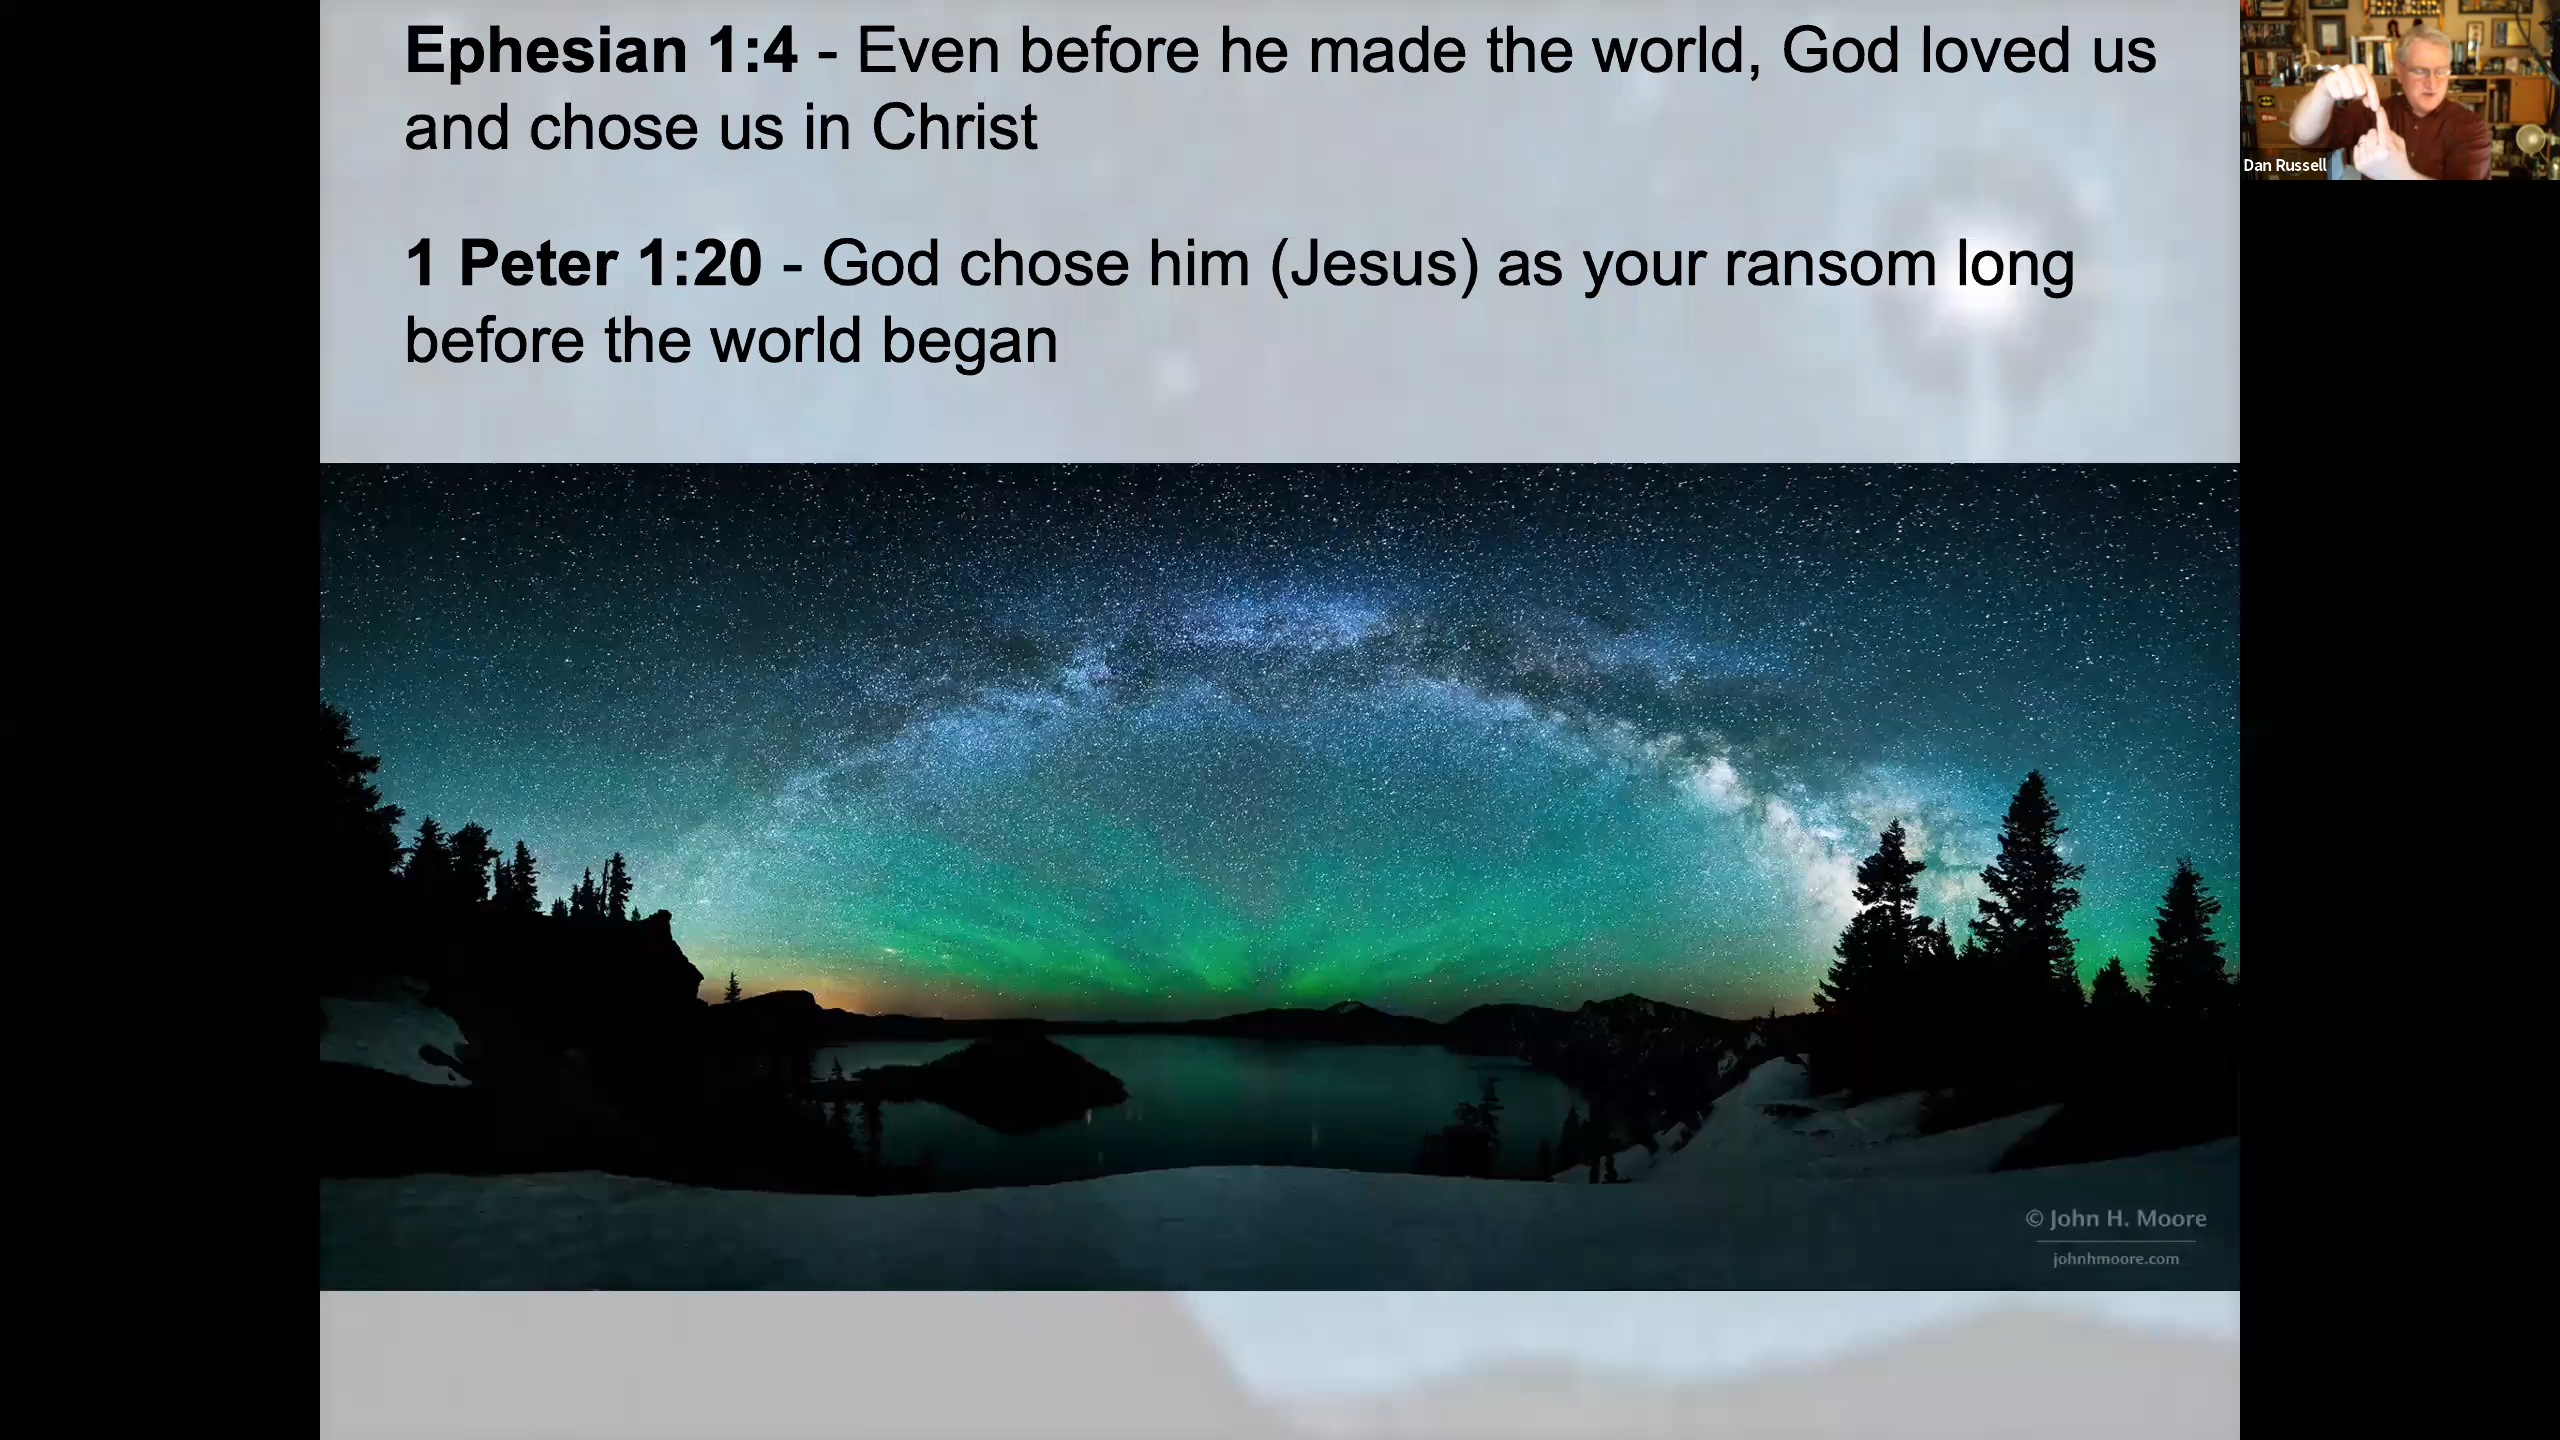 Ephesian 1:4 - Even before he made the world, God loved us
and chose us in Christ
1 Peter 1:20 - God chose him (Jesus) as your ransom long
before the world began
Dan Russell
© John H. Moore
johnhmoore.com